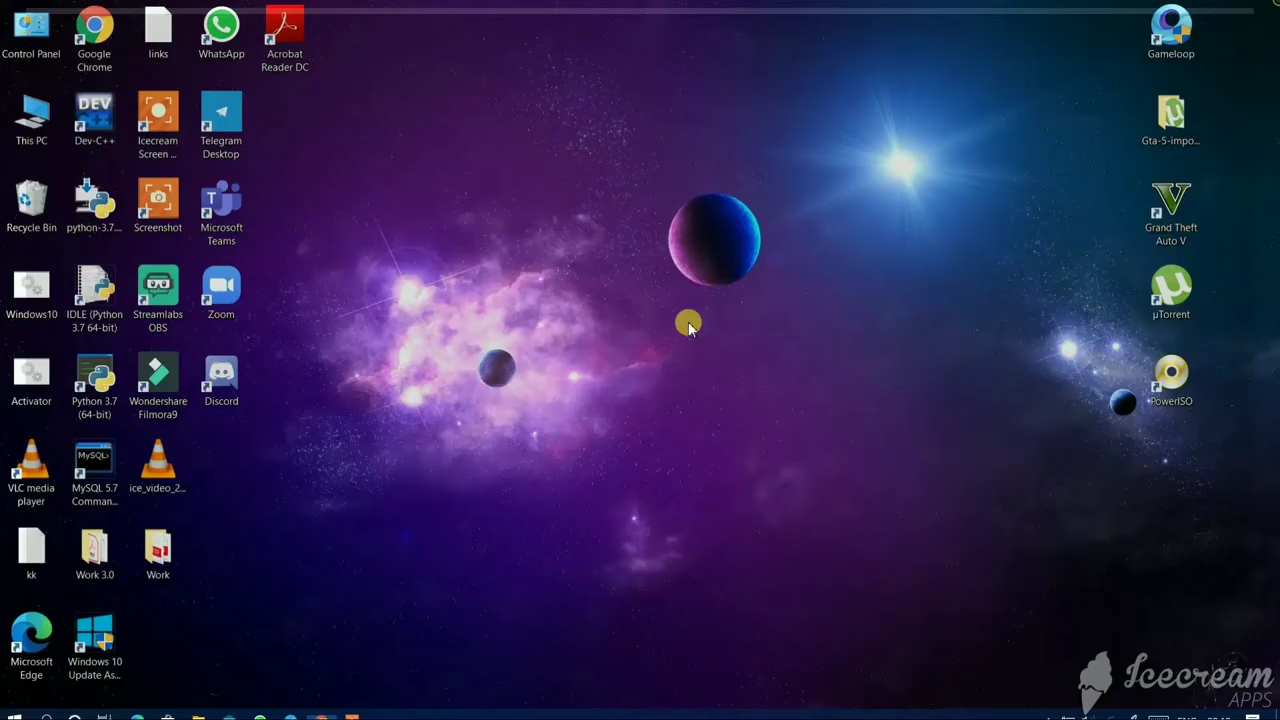 Control Panel
Google
Chrome
links
WhatsApp
Acrobat
Reader DC
Gameloop
This PC
DEV
Dev-C++
Icecream
Screen ...
Telegram
Desktop
Gta-5-impo...
Recycle Bin
python-3.7....
Screenshot
T
Microsoft
Teams
V
Grand Theft
Auto V
Windows10
IDLE (Python
3.7 64-bit)
Streamlabs
OBS
Zoom
µTorrent
Activator
Python 3.7
(64-bit)
Wondershare
Filmora9
Discord
PowerISO
VLC media
player
MySQL>
MySQL 5.7
Comman...
ice_video_2...
kk
Work 3.0
Work
Microsoft
Edge
Windows 10
Update As...
Icecream
APPS